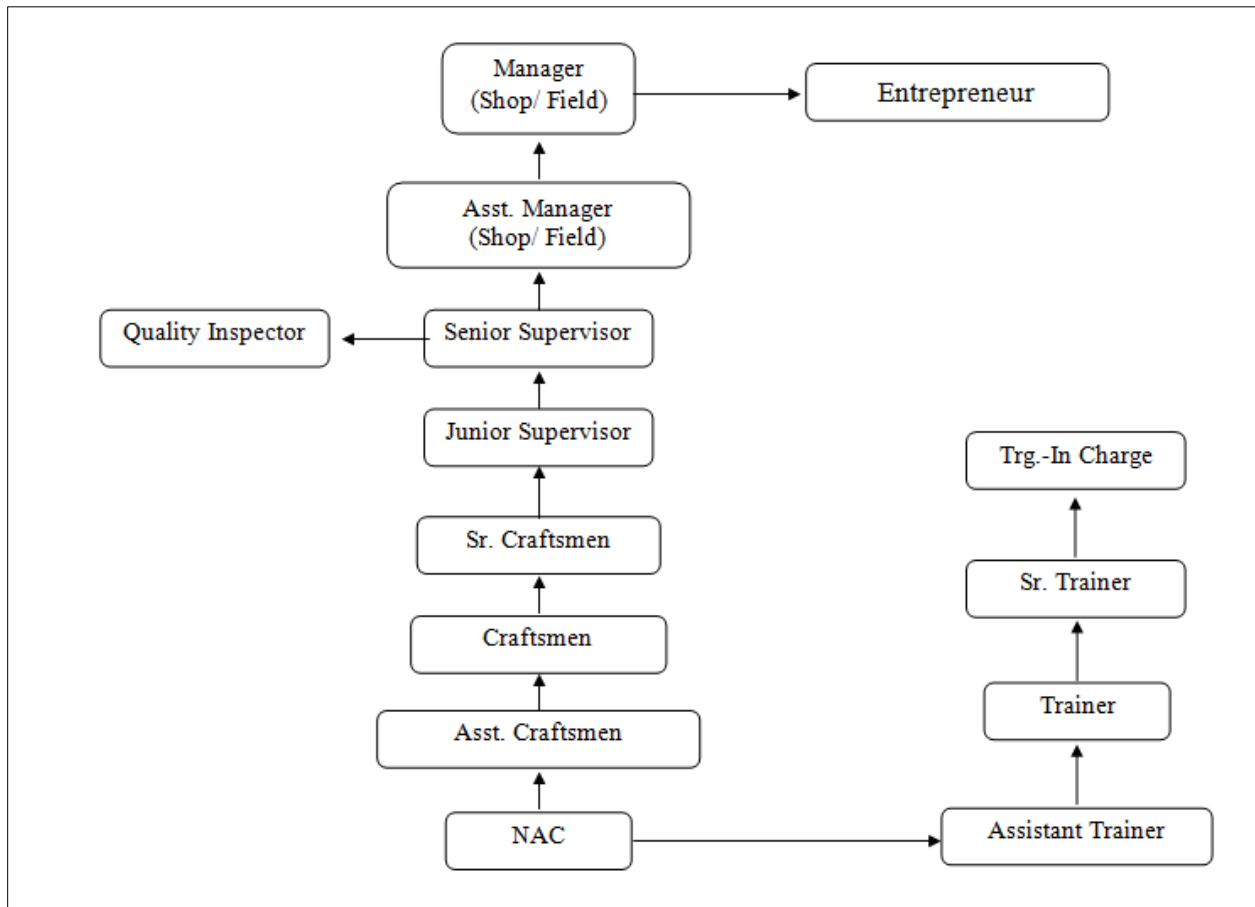 Manager
(Shop/ Field)
Entrepreneur
Asst. Manager
(Shop/ Field)
Quality Inspector
Senior Supervisor
Junior Supervisor
Trg.-In Charge
Sr. Craftsmen
Sr. Trainer
Craftsmen
Trainer
Asst. Craftsmen
NAC
Assistant Trainer